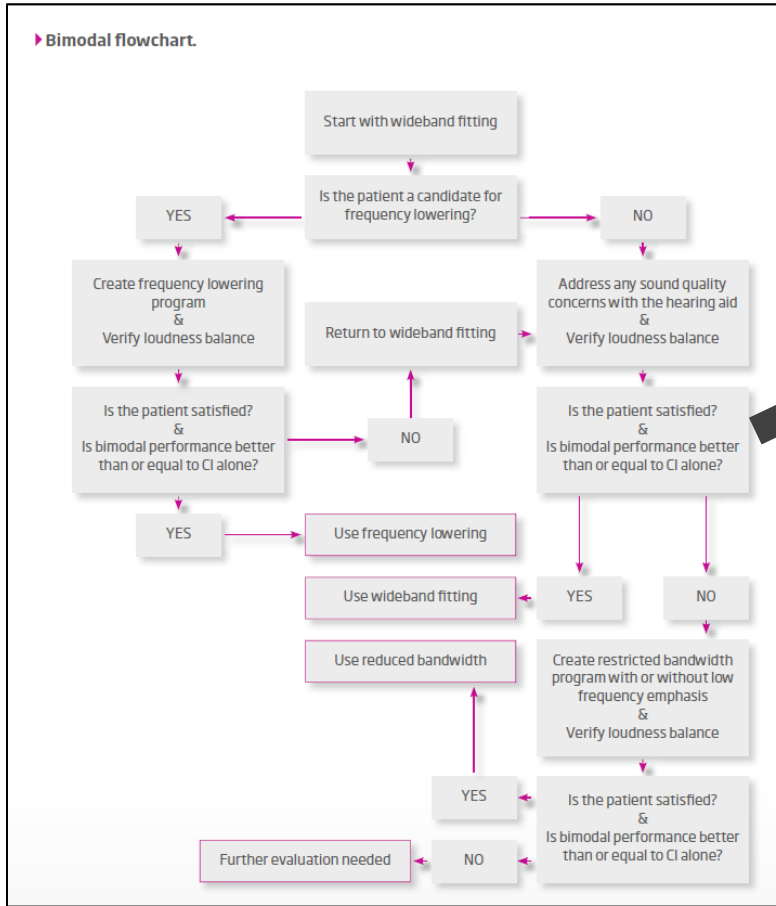 Bimodal flowchart.
Start with wideband fitting
Is the patient a candidate for
frequency lowering?
YES
NO
Create frequency lowering
program
&
Verify loudness balance
Return to wideband fitting
Address any sound quality
concerns with the hearing aid
&
Verify loudness balance
Is the patient satisfied?
&
Is bimodal performance better
than or equal to CI alone?
NO
Is the patient satisfied?
&
Is bimodal performance better
than or equal to CI alone?
YES
Use frequency lowering
Use wideband fitting
YES
NO
Use reduced bandwidth
Create restricted bandwidth
program with or without low
frequency emphasis
&
Verify loudness balance
YES
Is the patient satisfied?
&
Is bimodal performance better
than or equal to CI alone?
Further evaluation needed
NO